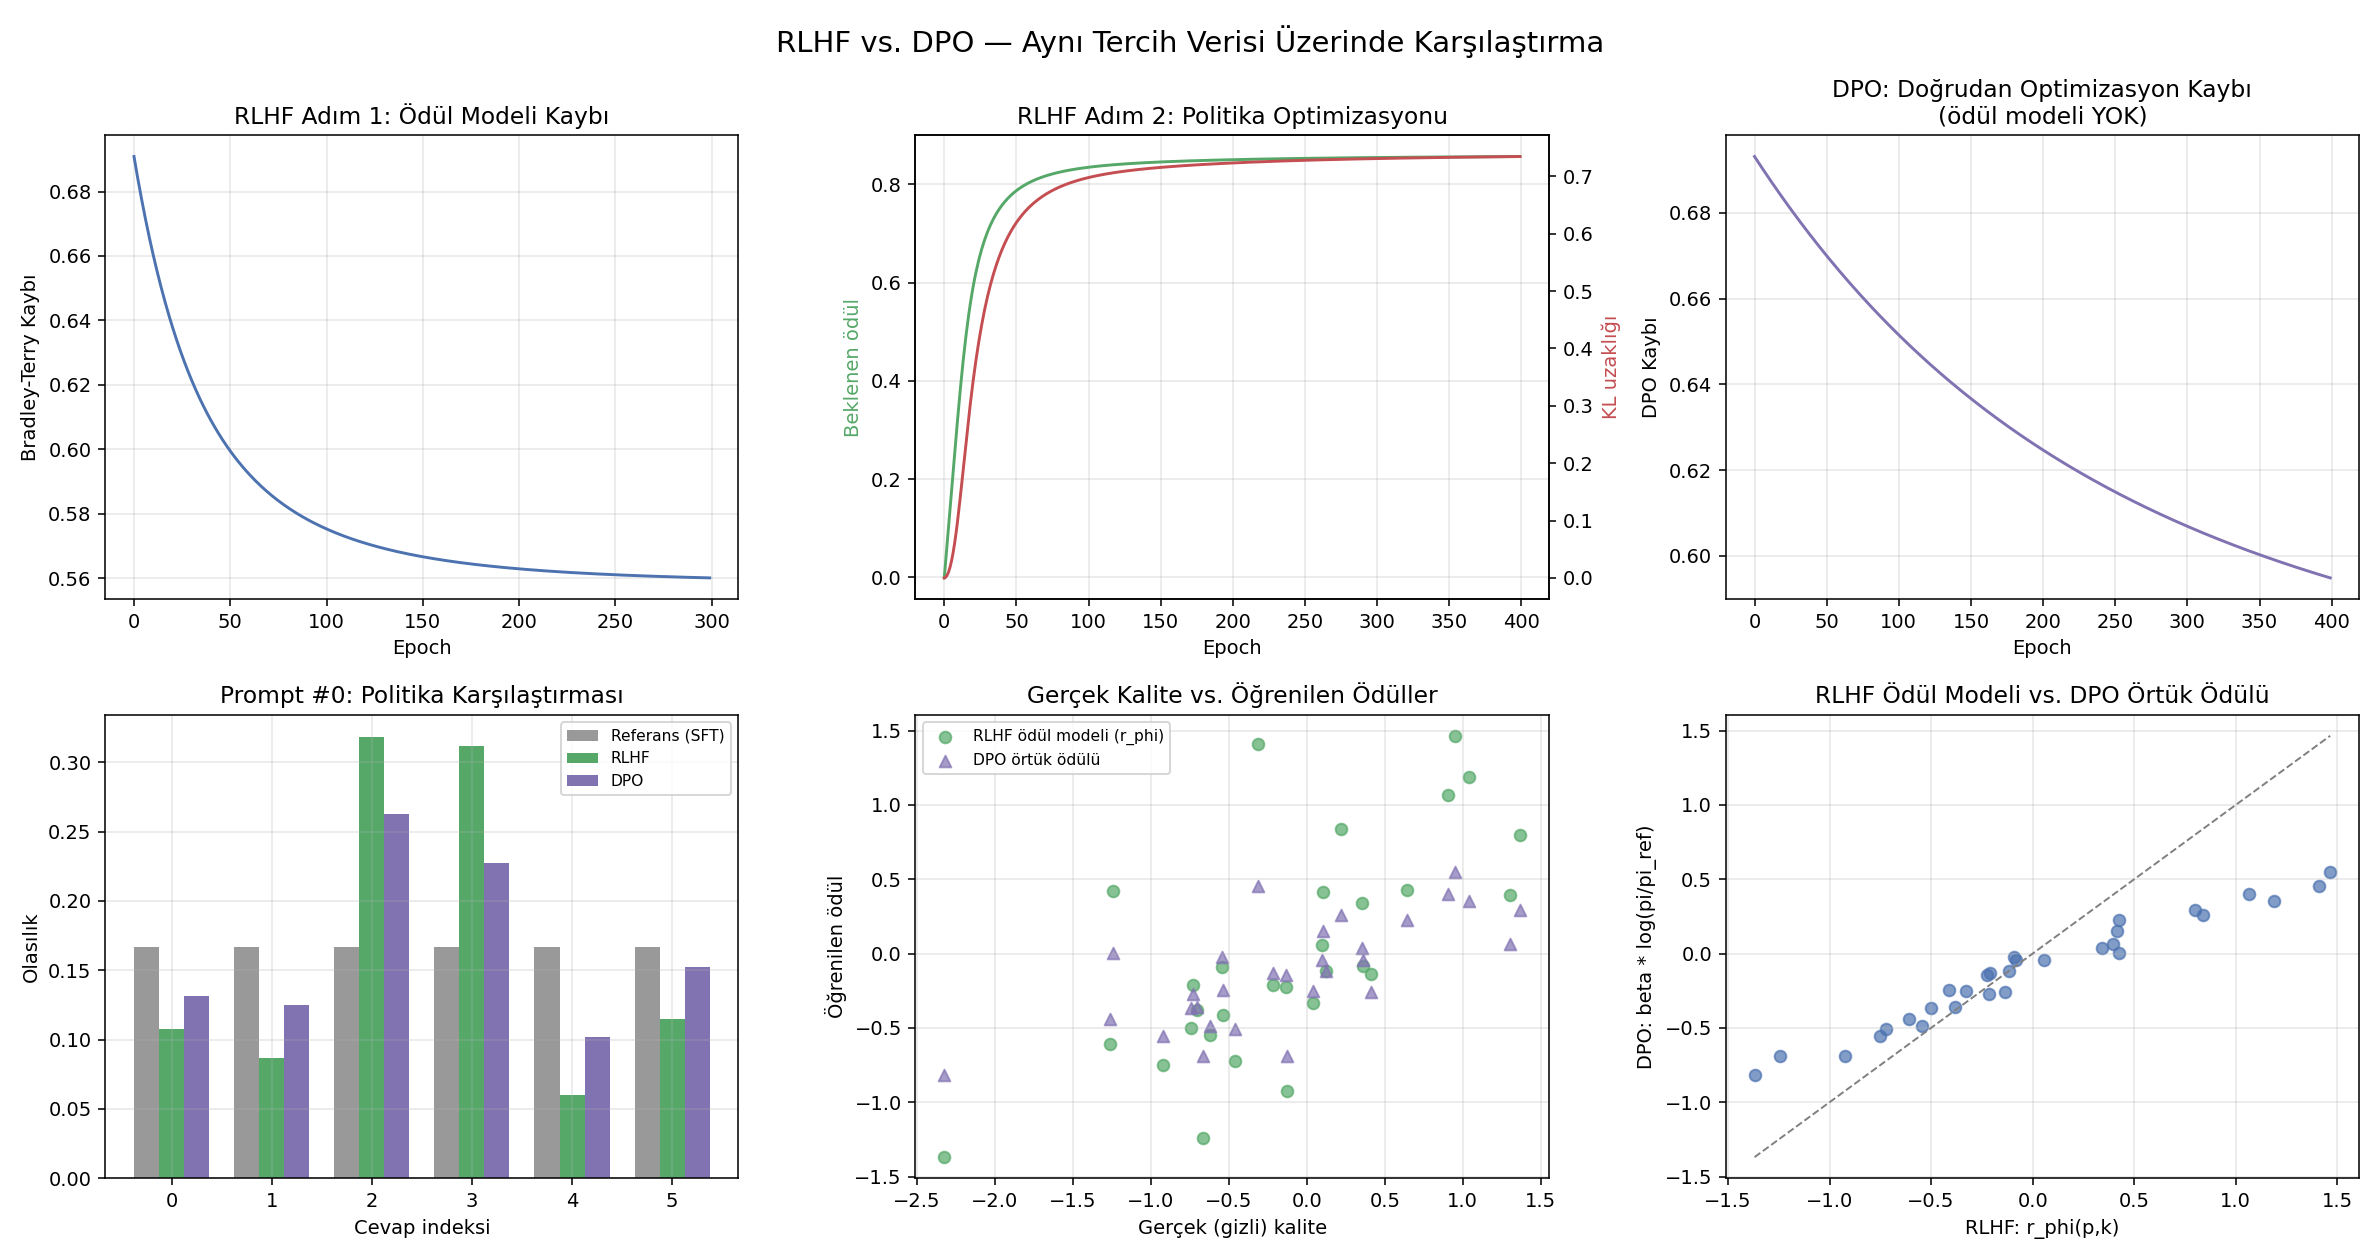 RLHF vs. DPO — Aynı Tercih Verisi Üzerinde Karşılaştırma
RLHF Adım 1: Ödül Modeli Kaybı
Bradley-Terry Kaybı
0.68
0.66
0.64
0.62
0.60
0.58
0.56
0 50 100 150 200 250 300
Epoch
RLHF Adım 2: Politika Optimizasyonu
Beklenen ödül
0.8
0.6
0.4
0.2
0.0
0.7
0.6
0.5
0.4
0.3
0.2
0.1
0.0
KL uzaklığı
0 50 100 150 200 250 300 350 400
Epoch
DPO: Doğrudan Optimizasyon Kaybı
(ödül modeli YOK)
DPO Kaybı
0.68
0.66
0.64
0.62
0.60
0 50 100 150 200 250 300 350 400
Epoch
Prompt #0: Politika Karşılaştırması
Referans (SFT)
RLHF
DPO
Olasılık
0.30
0.25
0.20
0.15
0.10
0.05
0.00
0 1 2 3 4 5
Cevap indeksi
Gerçek Kalite vs. Öğrenilen Ödüller
RLHF ödül modeli (r_phi)
DPO örtük ödülü
Öğrenilen ödül
1.5
1.0
0.5
0.0
−0.5
−1.0
−1.5
−2.5 −2.0 −1.5 −1.0 −0.5 0.0 0.5 1.0 1.5
Gerçek (gizli) kalite
RLHF Ödül Modeli vs. DPO Örtük Ödülü
DPO: beta * log(pi/pi_ref)
1.5
1.0
0.5
0.0
−0.5
−1.0
−1.5
−1.5 −1.0 −0.5 0.0 0.5 1.0 1.5
RLHF: r_phi(p,k)